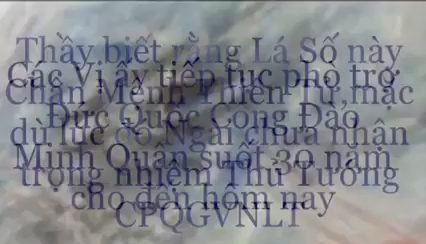 Thầy biết rằng Lá Số này
Các Vị ấy tiếp tục phò trợ
Chân Mệnh Thiên Tử, mặc
Đức Quốc Công Đảo
dù lúc đó Ngài chưa nhận
Minh Quân suốt 30 năm
trọng nhiệm Thủ Tướng
cho đến hôm nay
CPQGVNLT